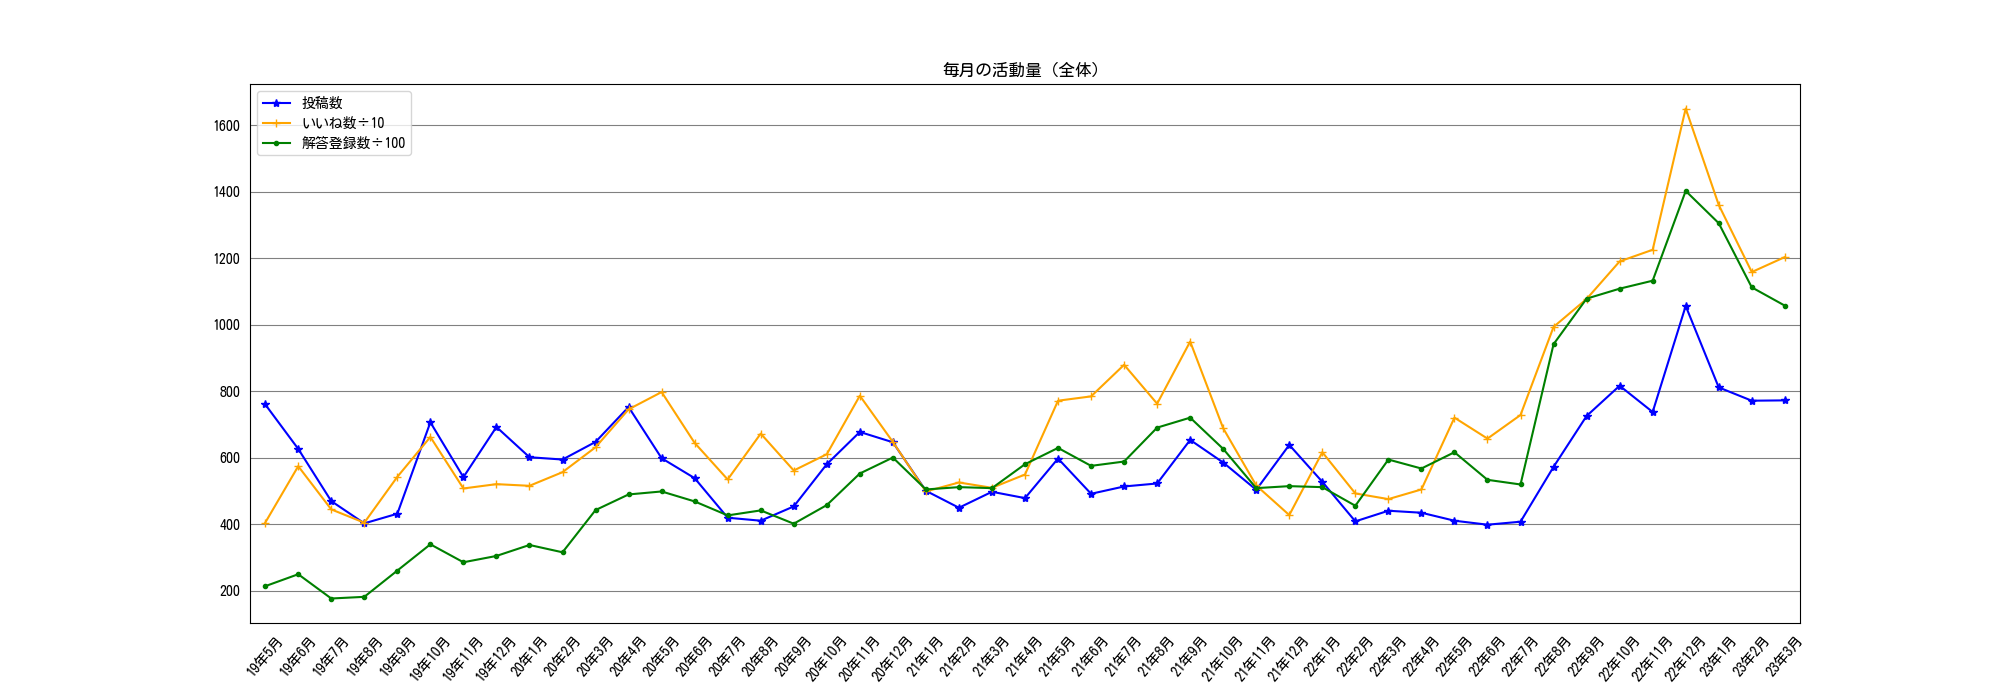 毎月の活動量（全体）
投稿数
いいね数÷10
解答登録数÷100
1600
1400
1200
1000
800
600
400
200
19年5月
19年6月
19年7月
19年8月
19年9月
19年10月
19年11月
19年12月
20年1月
20年2月
20年3月
20年4月
20年5月
20年6月
20年7月
20年8月
20年9月
20年10月
20年11月
20年12月
21年1月
21年2月
21年3月
21年4月
21年5月
21年6月
21年7月
21年8月
21年9月
21年10月
21年11月
21年12月
22年1月
22年2月
22年3月
22年4月
22年5月
22年6月
22年7月
22年8月
22年9月
22年10月
22年11月
22年12月
23年1月
23年2月
23年3月